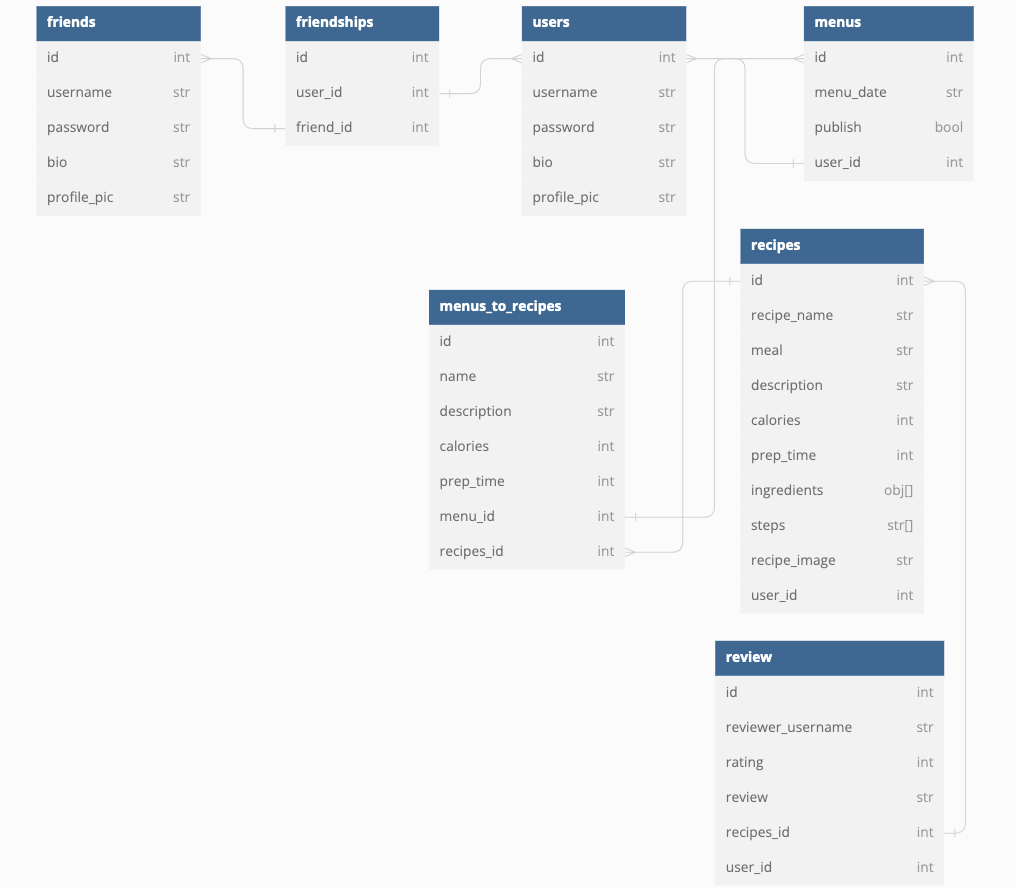 friends
id int
username str
password str
bio str
profile_pic str
friendships
id int
user_id int
friend_id int
users
id int
username str
password str
bio str
profile_pic str
menus
id int
menu_date str
publish bool
user_id int
recipes
id int
recipe_name str
meal str
description str
calories int
prep_time int
ingredients obj[]
steps str[]
recipe_image str
user_id int
menus_to_recipes
id int
name str
description str
calories int
prep_time int
menu_id int
recipes_id int
review
id int
reviewer_username str
rating int
review str
recipes_id int
user_id int